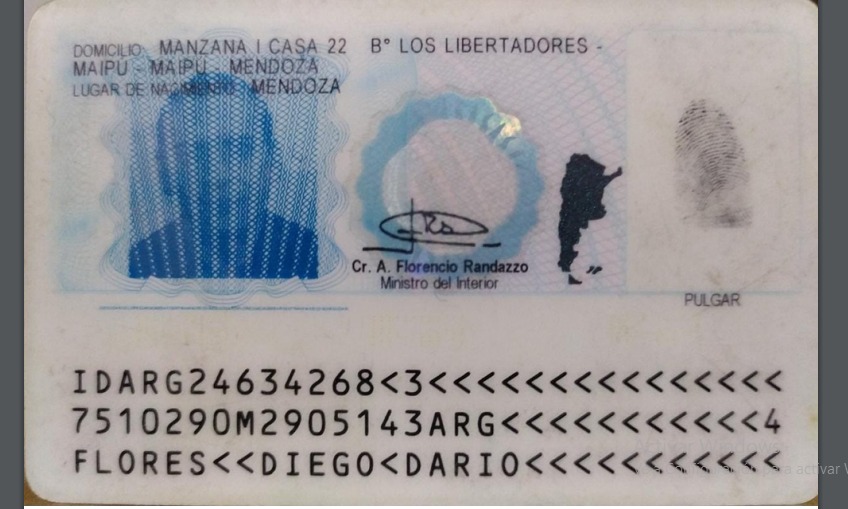 DOMICILIO: MANZANA I CASA 22 B° LOS LIBERTADORES -
MAIPU - MAIPU - MENDOZA
LUGAR DE NACIMIENTO: MENDOZA
Cr. A. Florencio Randazzo
Ministro del Interior
PULGAR
IDARG24634268<3<<<<<<<<<<<<<<<
7510290M2905143ARG<<<<<<<<<<<4
FLORES<<DIEGO<DARIO<<<<<<<<<<<